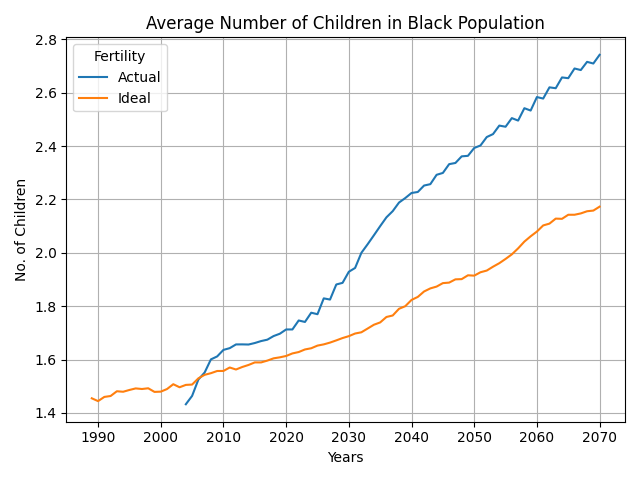 Average Number of Children in Black Population
Fertility
Actual
Ideal
No. of Children
2.8
2.6
2.4
2.2
2.0
1.8
1.6
1.4
1990 2000 2010 2020 2030 2040 2050 2060 2070
Years